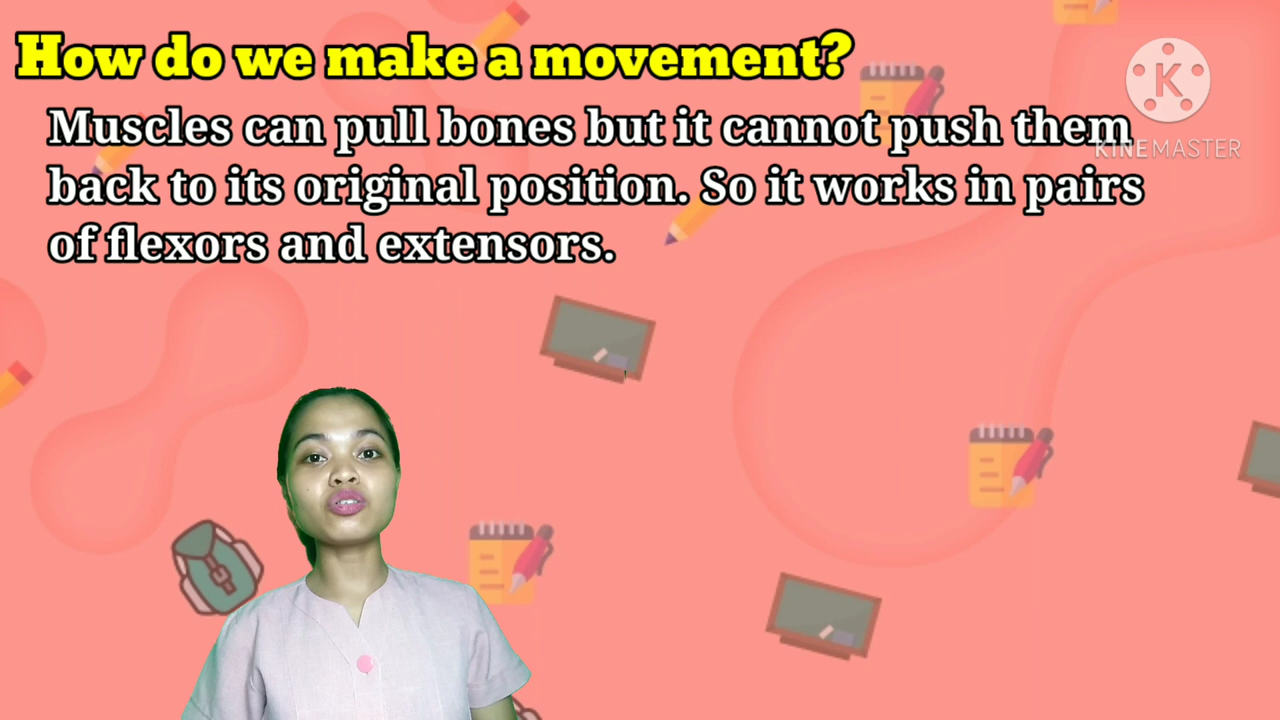 How do we make a movement?
Muscles can pull bones but it cannot push them
back to its original position. So it works in pairs
of flexors and extensors.
K
KINEMASTER